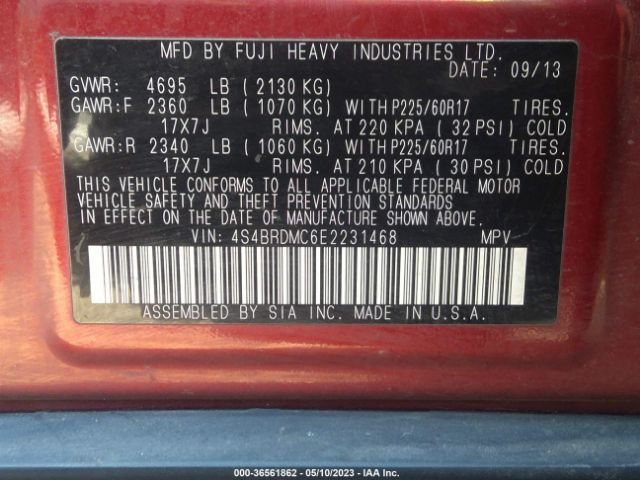 MFD BY FUJI HEAVY INDUSTRIES LTD.
DATE: 09/13
GVWR: 4695 LB ( 2130 KG)
GAWR:F 2360 LB ( 1070 KG) WITH P225/60R17 TIRES.
17X7J RIMS. AT 220 KPA ( 32 PSI) COLD
GAWR:R 2340 LB ( 1060 KG) WITH P225/60R17 TIRES.
17X7J RIMS. AT 210 KPA ( 30 PSI) COLD
THIS VEHICLE CONFORMS TO ALL APPLICABLE FEDERAL MOTOR
VEHICLE SAFETY AND THEFT PREVENTION STANDARDS
IN EFFECT ON THE DATE OF MANUFACTURE SHOWN ABOVE.
VIN: 4S4BRDMC6E2231468 MPV
ASSEMBLED BY SIA INC. MADE IN U.S.A.
000-36561862 - 05/10/2023 - IAA Inc.